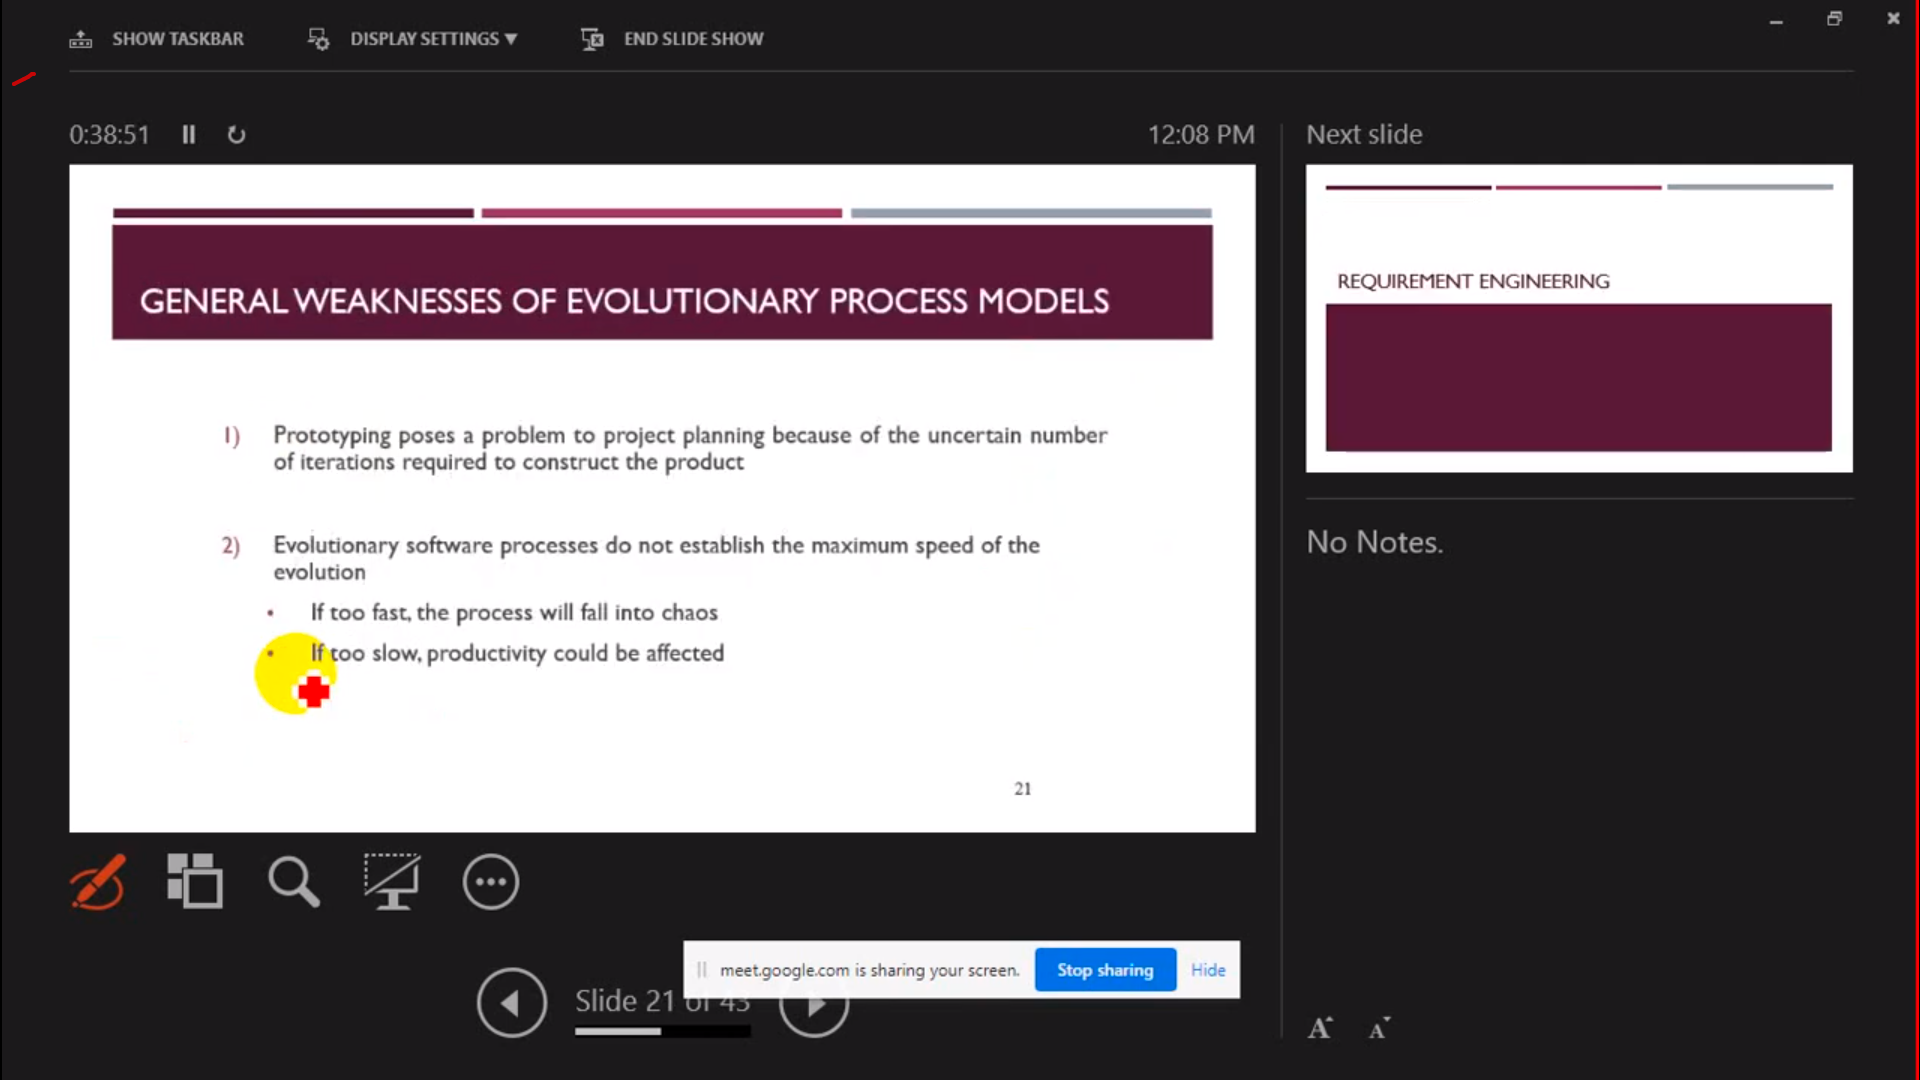 SHOW TASKBAR
DISPLAY SETTINGS ▼
END SLIDE SHOW
0:38:51
12:08 PM
Next slide
GENERAL WEAKNESSES OF EVOLUTIONARY PROCESS MODELS
1) Prototyping poses a problem to project planning because of the uncertain number
of iterations required to construct the product
2) Evolutionary software processes do not establish the maximum speed of the
evolution
• If too fast, the process will fall into chaos
• If too slow, productivity could be affected
21
REQUIREMENT ENGINEERING
No Notes.
meet.google.com is sharing your screen.
Stop sharing
Hide
Slide 21 of 43
A A